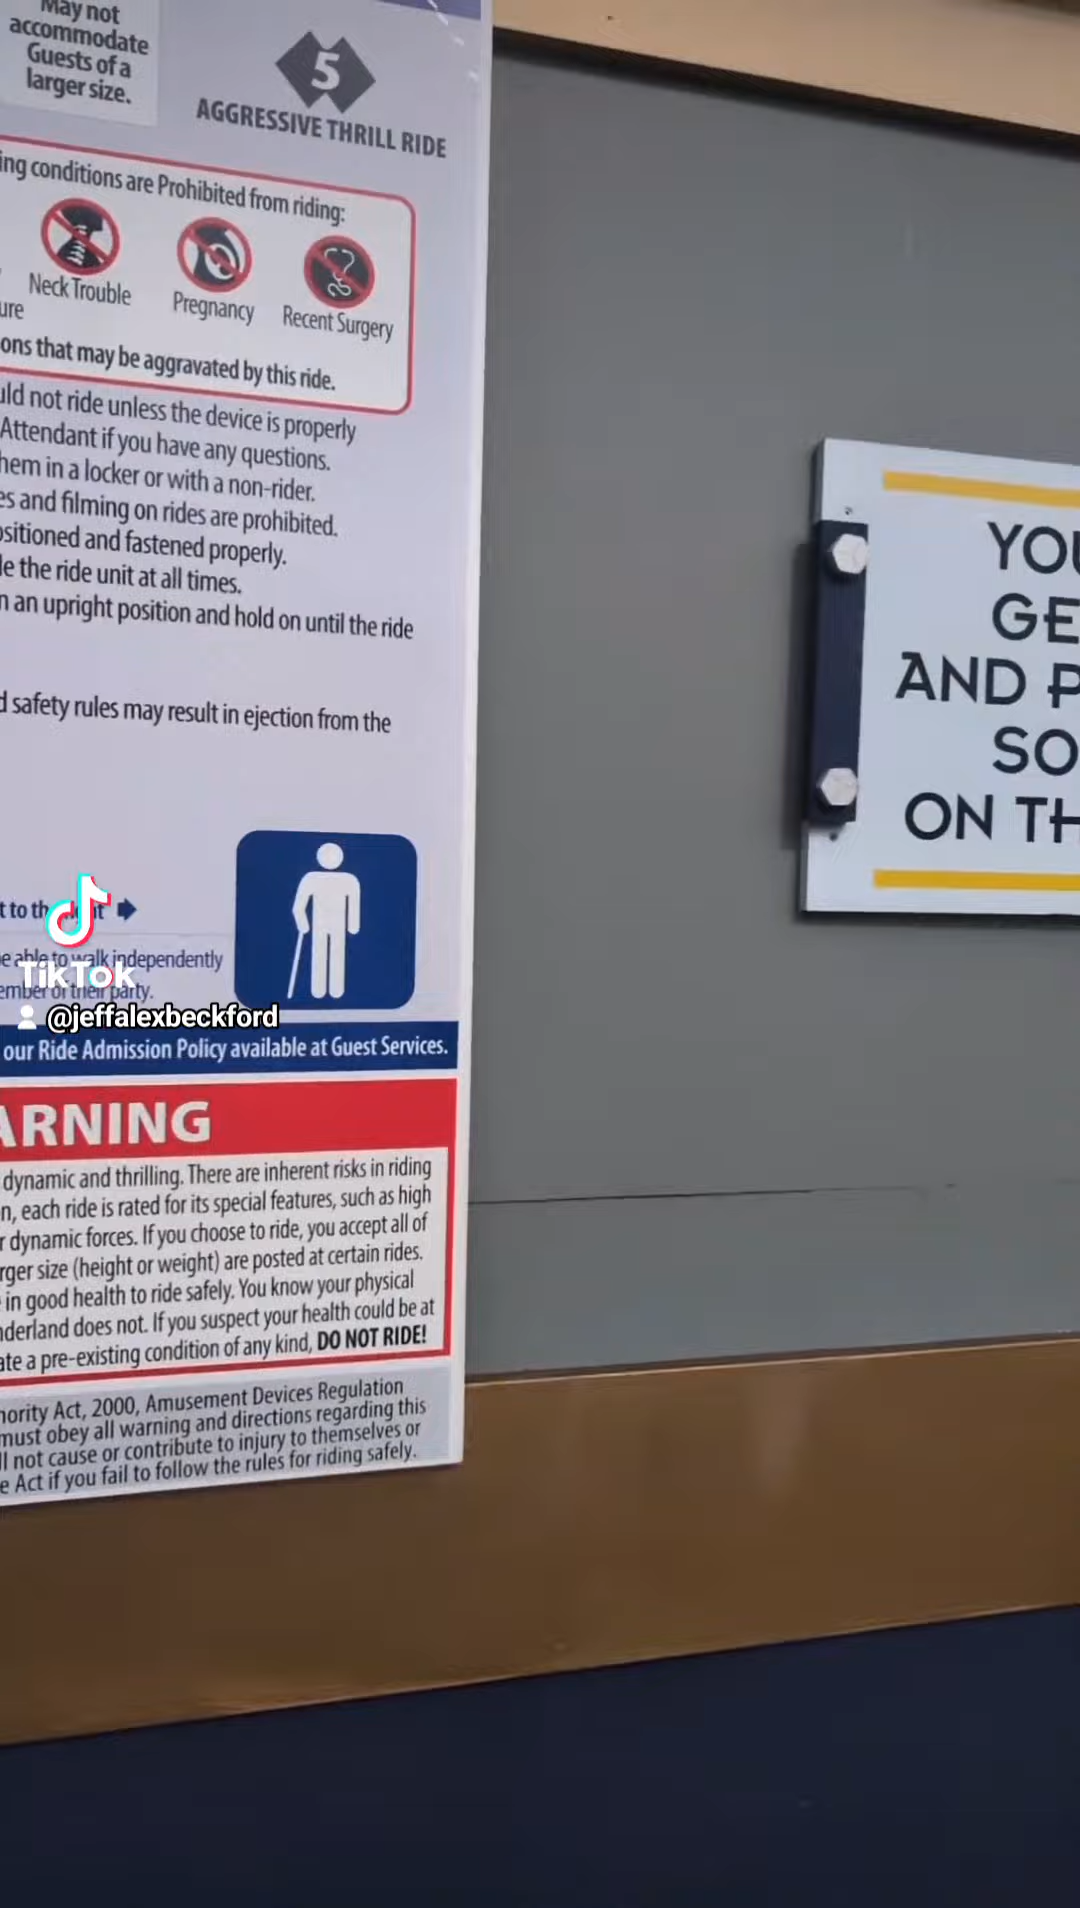 May not
accommodate
Guests of a
larger size.
5
AGGRESSIVE THRILL RIDE
ing conditions are Prohibited from riding:
Neck Trouble
Pregnancy
Recent Surgery
ure
ons that may be aggravated by this ride.
uld not ride unless the device is properly
Attendant if you have any questions.
hem in a locker or with a non-rider.
es and filming on rides are prohibited.
ositioned and fastened properly.
le the ride unit at all times.
n an upright position and hold on until the ride
d safety rules may result in ejection from the
t to the
e able to walk independently
ember of their party.
TikTok
@jeffalexbeckford
our Ride Admission Policy available at Guest Services.
ARNING
dynamic and thrilling. There are inherent risks in riding
n, each ride is rated for its special features, such as high
r dynamic forces. If you choose to ride, you accept all of
rger size (height or weight) are posted at certain rides.
in good health to ride safely. You know your physical
nderland does not. If you suspect your health could be at
ate a pre-existing condition of any kind, DO NOT RIDE!
hority Act, 2000, Amusement Devices Regulation
must obey all warning and directions regarding this
ll not cause or contribute to injury to themselves or
e Act if you fail to follow the rules for riding safely.
YOU
GE
AND P
SO
ON TH